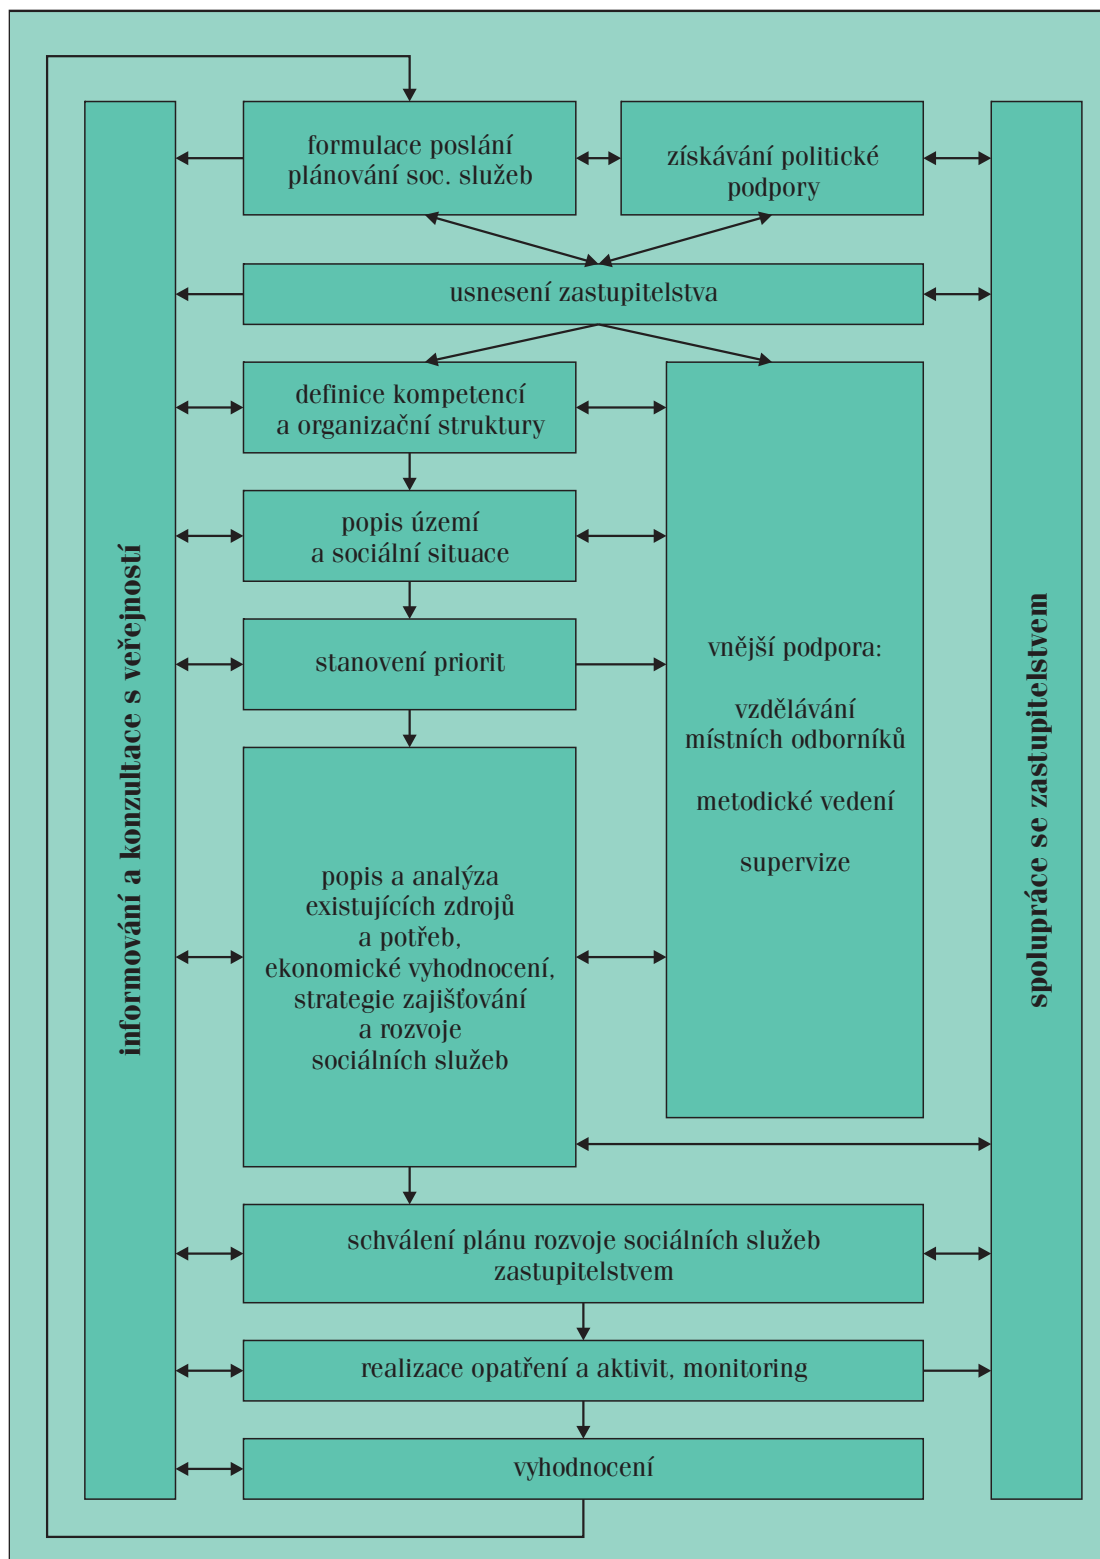 formulace poslání
plánování soc. služeb
získávání politické
podpory
usnesení zastupitelstva
definice kompetencí
a organizační struktury
popis území
a sociální situace
stanovení priorit
vnější podpora:
vzdělávání
místních odborníků
metodické vedení
supervize
popis a analýza
existujících zdrojů
a potřeb,
ekonomické vyhodnocení,
strategie zajišťování
a rozvoje
sociálních služeb
schválení plánu rozvoje sociálních služeb
zastupitelstvem
realizace opatření a aktivit, monitoring
vyhodnocení
informování a konzultace s veřejností
spolupráce se zastupitelstvem